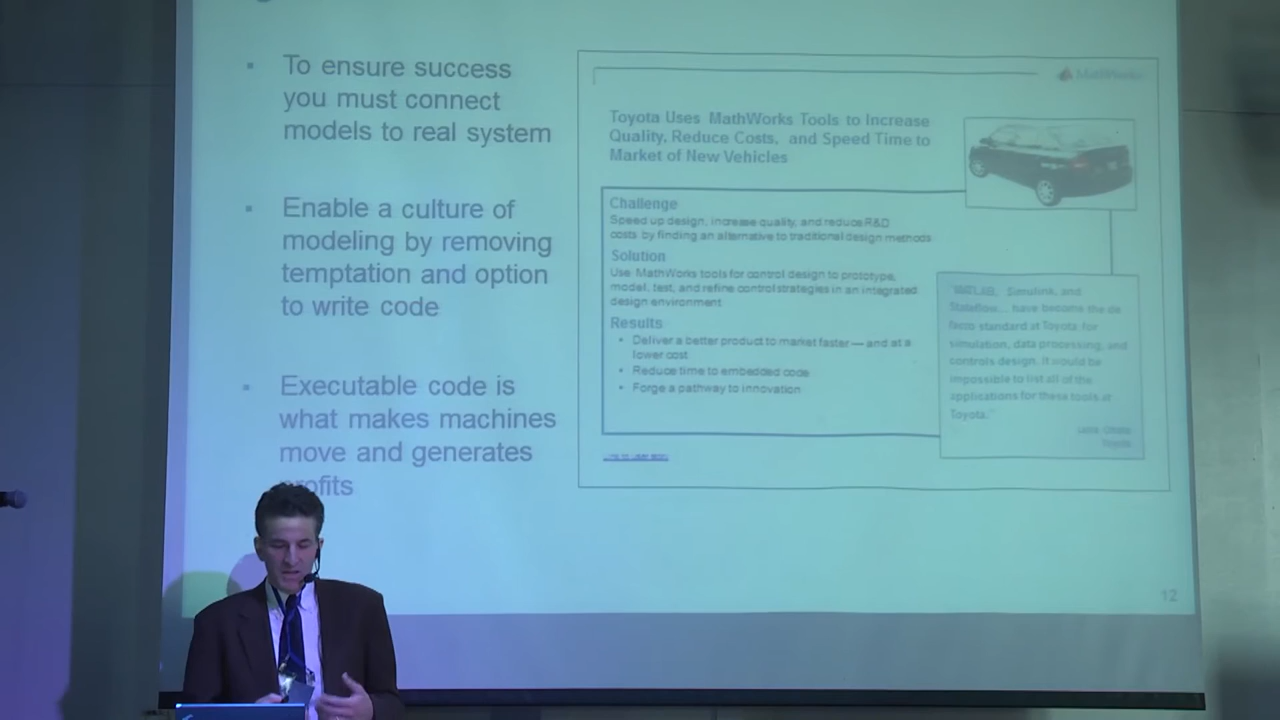 ▪ To ensure success
you must connect
models to real system
▪ Enable a culture of
modeling by removing
temptation and option
to write code
▪ Executable code is
what makes machines
move and generates
profits
MathWorks
Toyota Uses MathWorks Tools to Increase
Quality, Reduce Costs, and Speed Time to
Market of New Vehicles
Challenge
Speed up design, increase quality, and reduce R&D
costs by finding an alternative to traditional design methods
Solution
Use MathWorks tools for control design to prototype,
model, test, and refine control strategies in an integrated
design environment
Results
• Deliver a better product to market faster — and at a
lower cost
• Reduce time to embedded code
• Forge a pathway to innovation
"MATLAB, Simulink, and
Stateflow... have become the de
facto standard at Toyota for
simulation, data processing, and
controls design. It would be
impossible to list all of the
applications for these tools at
Toyota."
Toyota
12